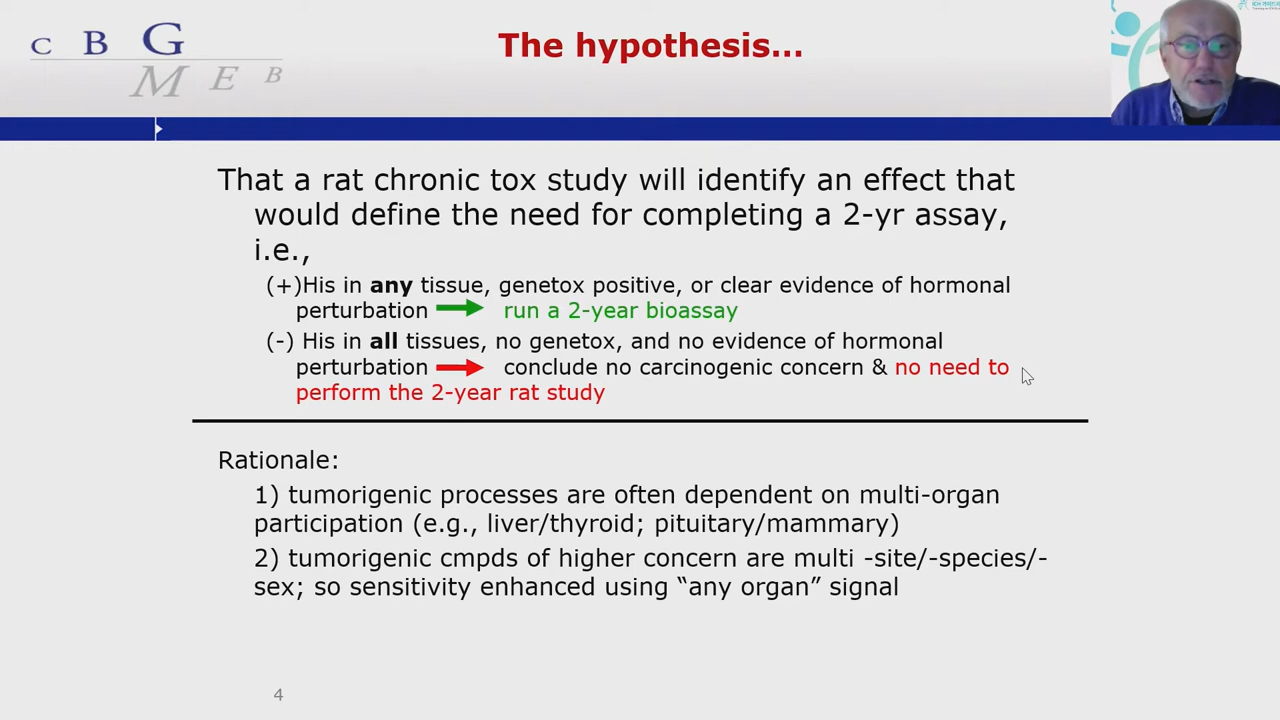 C B G
M E B
The hypothesis…
That a rat chronic tox study will identify an effect that
would define the need for completing a 2-yr assay,
i.e.,
(+)His in any tissue, genetox positive, or clear evidence of hormonal
perturbation run a 2-year bioassay
(-) His in all tissues, no genetox, and no evidence of hormonal
perturbation conclude no carcinogenic concern & no need to
perform the 2-year rat study
Rationale:
1) tumorigenic processes are often dependent on multi-organ
participation (e.g., liver/thyroid; pituitary/mammary)
2) tumorigenic cmpds of higher concern are multi -site/-species/-
sex; so sensitivity enhanced using “any organ” signal
4